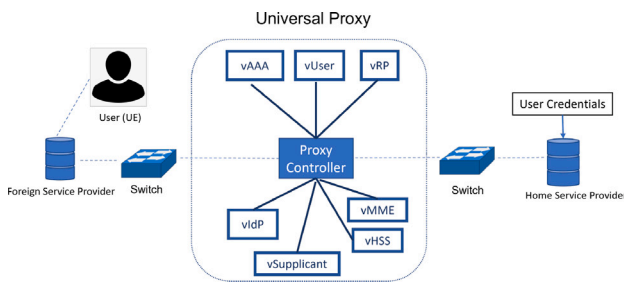 Universal Proxy
vAAA
vUser
vRP
User (UE)
User Credentials
Proxy
Controller
Foreign Service Provider
Switch
Switch
Home Service Provider
vIdP
vMME
vHSS
vSupplicant